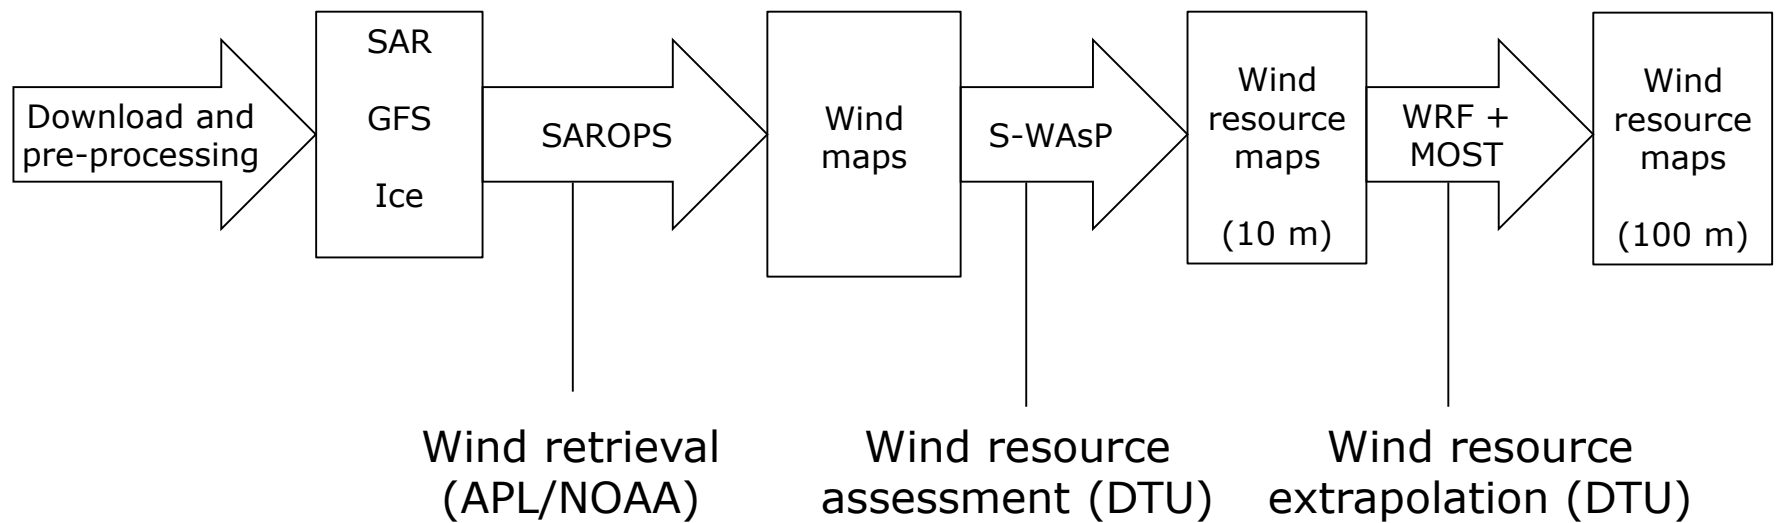 Download and
pre-processing
SAR
GFS
Ice
SAROPS
Wind
maps
S-WAsP
Wind
resource
maps
(10 m)
WRF +
MOST
Wind
resource
maps
(100 m)
Wind retrieval
(APL/NOAA)
Wind resource
assessment (DTU)
Wind resource
extrapolation (DTU)